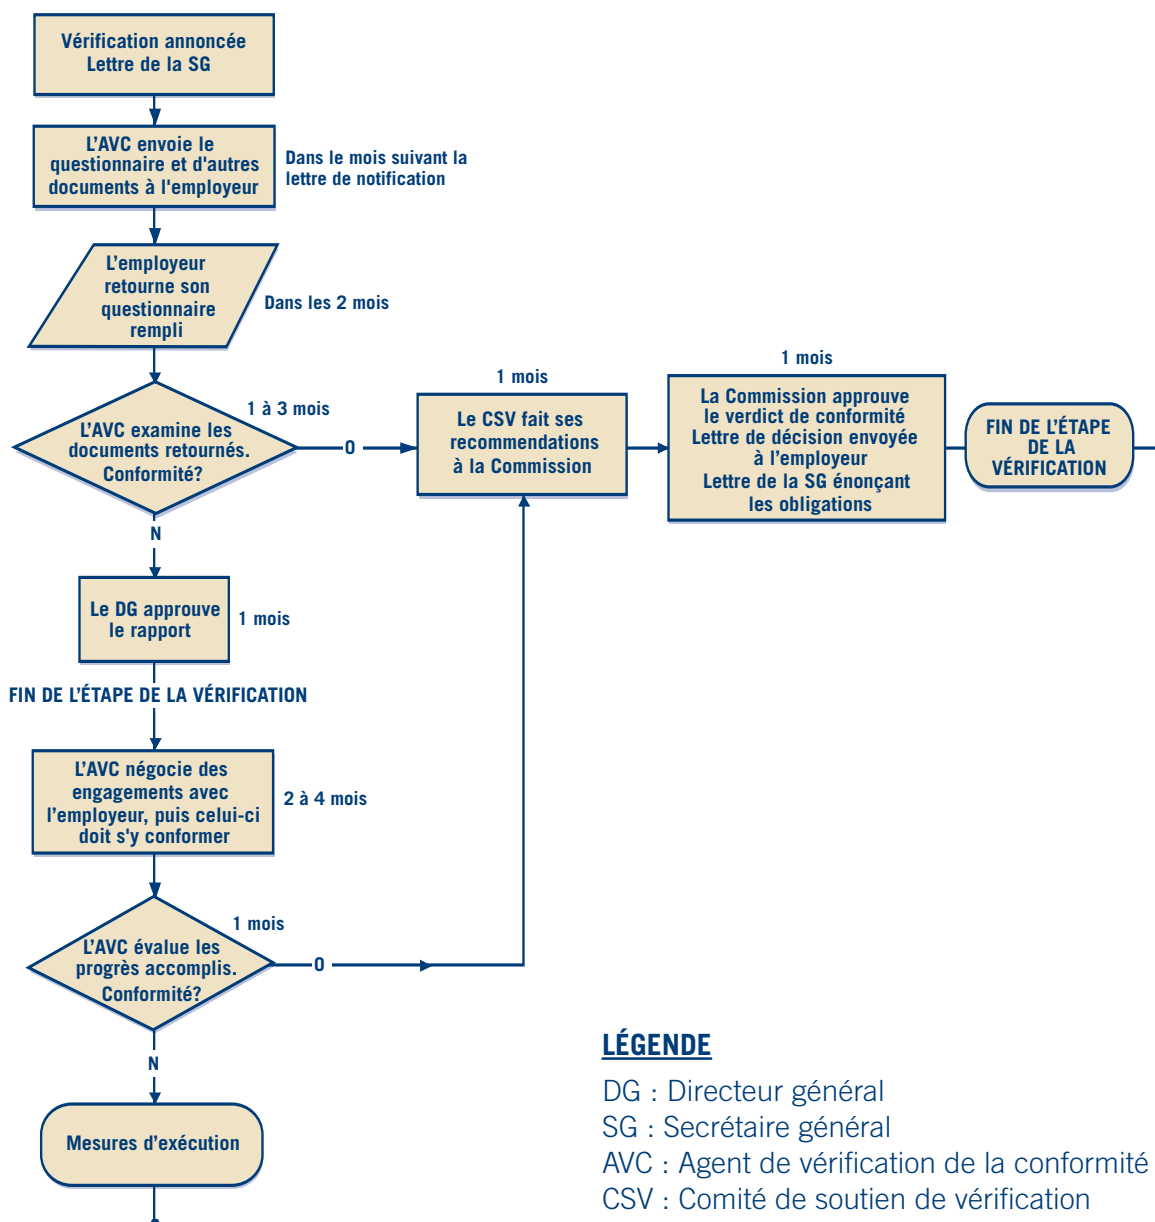 Vérification annoncée
Lettre de la SG
L'AVC envoie le
questionnaire et d'autres
documents à l'employeur
Dans le mois suivant la
lettre de notification
L'employeur
retourne son
questionnaire
rempli
Dans les 2 mois
1 à 3 mois
L'AVC examine les
documents retournés.
Conformité?
O
N
1 mois
Le CSV fait ses
recommendations
à la Commission
1 mois
La Commission approuve
le verdict de conformité
Lettre de décision envoyée
à l'employeur
Lettre de la SG énonçant
les obligations
FIN DE L'ÉTAPE
DE LA
VÉRIFICATION
Le DG approuve
le rapport
1 mois
FIN DE L'ÉTAPE DE LA VÉRIFICATION
L'AVC négocie des
engagements avec
l'employeur, puis celui-ci
doit s'y conformer
2 à 4 mois
1 mois
L'AVC évalue les
progrès accomplis.
Conformité?
O
N
Mesures d'exécution
LÉGENDE
DG : Directeur général
SG : Secrétaire général
AVC : Agent de vérification de la conformité
CSV : Comité de soutien de vérification